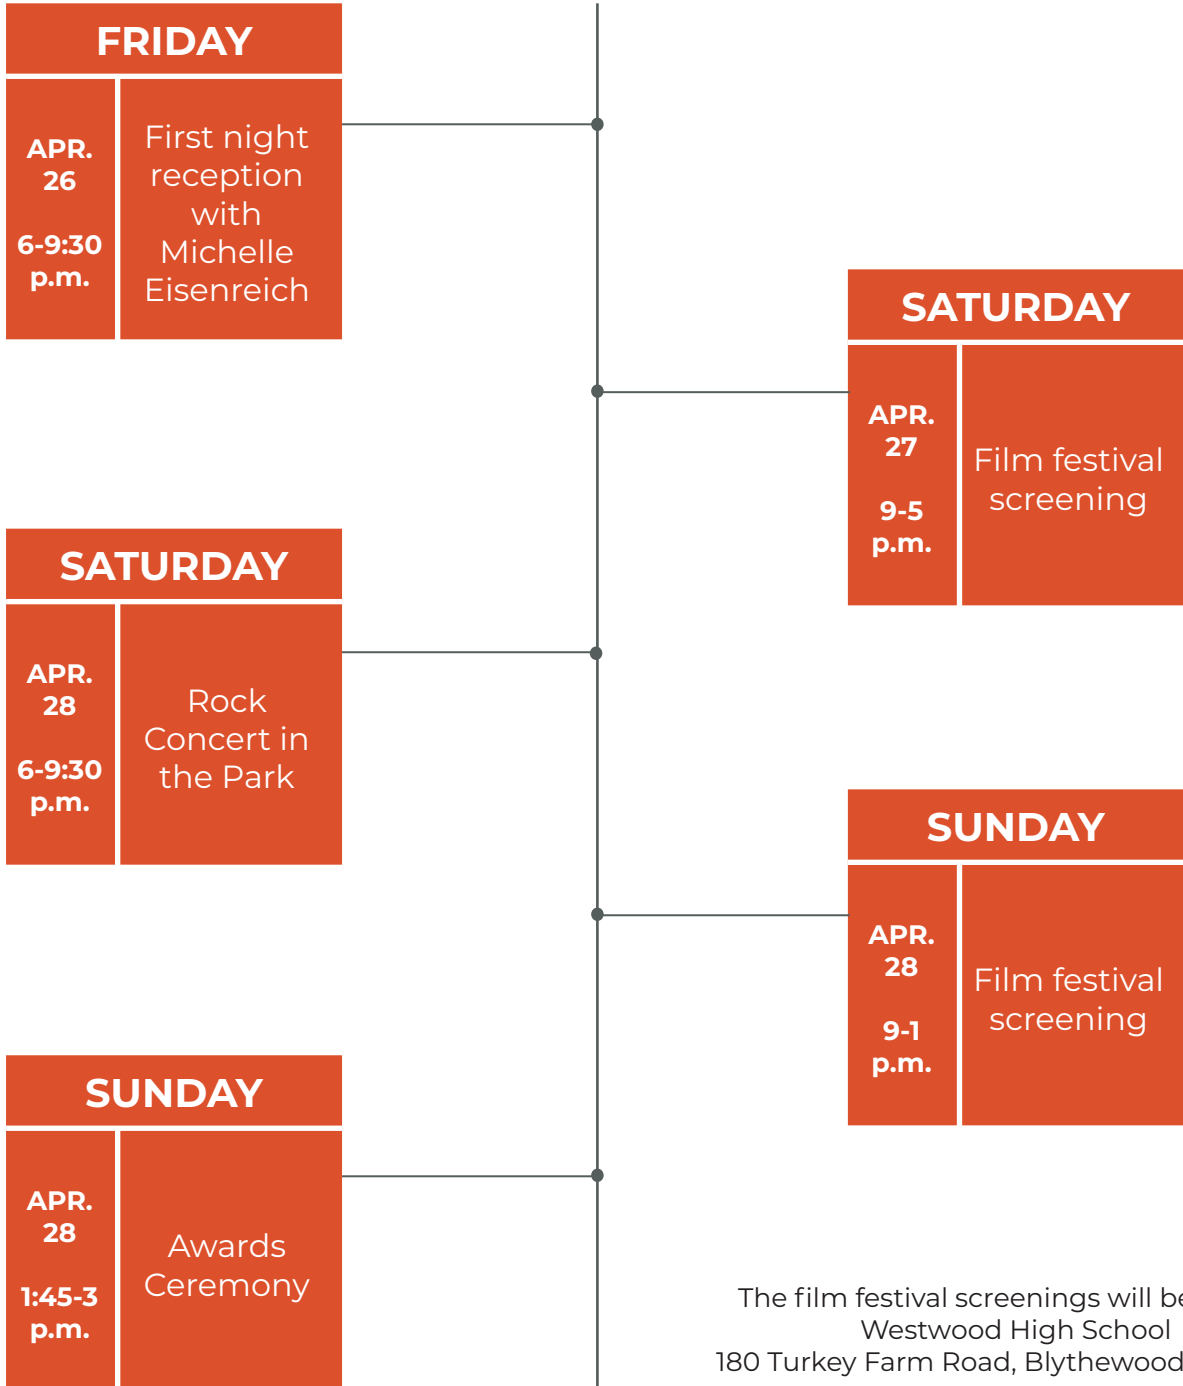 FRIDAY
APR.
26
6-9:30
p.m.
First night
reception
with
Michelle
Eisenreich
SATURDAY
APR.
27
9-5
p.m.
Film festival
screening
SATURDAY
APR.
28
6-9:30
p.m.
Rock
Concert in
the Park
SUNDAY
APR.
28
9-1
p.m.
Film festival
screening
SUNDAY
APR.
28
1:45-3
p.m.
Awards
Ceremony
The film festival screenings will be
Westwood High School
180 Turkey Farm Road, Blythewood